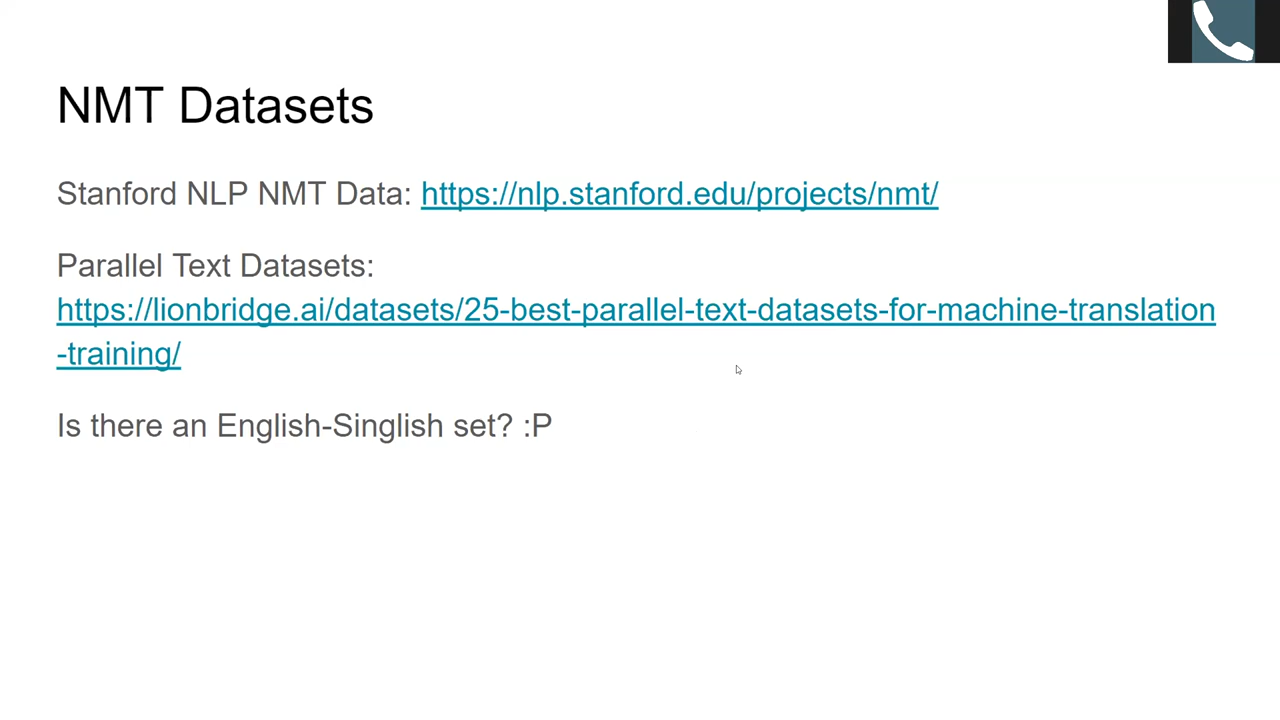 NMT Datasets
Stanford NLP NMT Data: https://nlp.stanford.edu/projects/nmt/
Parallel Text Datasets:
https://lionbridge.ai/datasets/25-best-parallel-text-datasets-for-machine-translation
-training/
Is there an English-Singlish set? :P